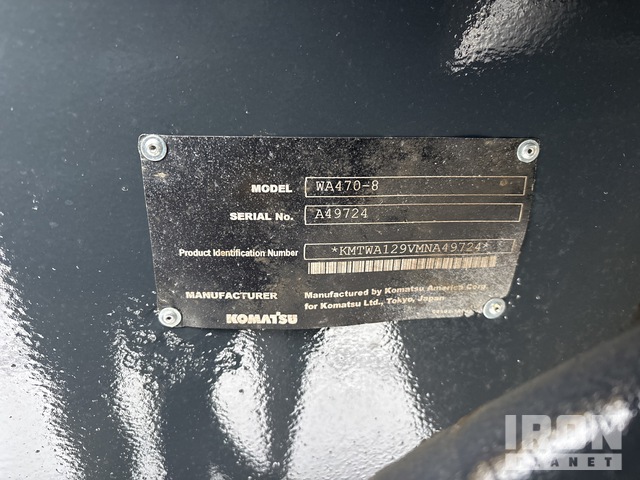 MODEL WA470-8
SERIAL No. A49724
Product Identification Number *KMTWA129VMNA49724*
MANUFACTURER Manufactured by Komatsu America Corp.
for Komatsu Ltd., Tokyo, Japan
KOMATSU
IRON
PLANET